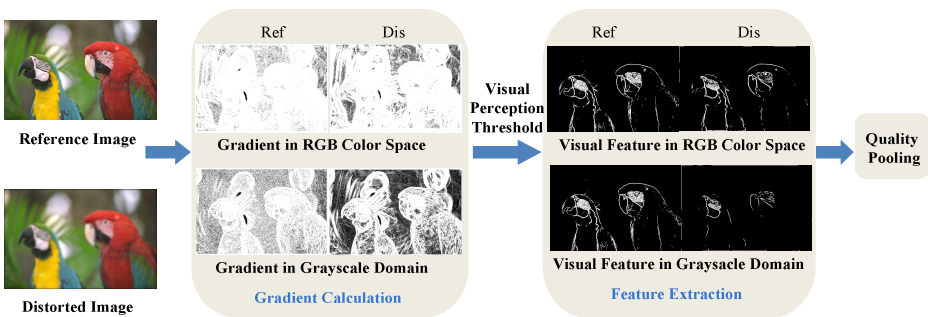 Reference Image
Distorted Image
Ref Dis
Gradient in RGB Color Space
Gradient in Grayscale Domain
Gradient Calculation
Visual
Perception
Threshold
Ref Dis
Visual Feature in RGB Color Space
Visual Feature in Graysacle Domain
Feature Extraction
Quality
Pooling